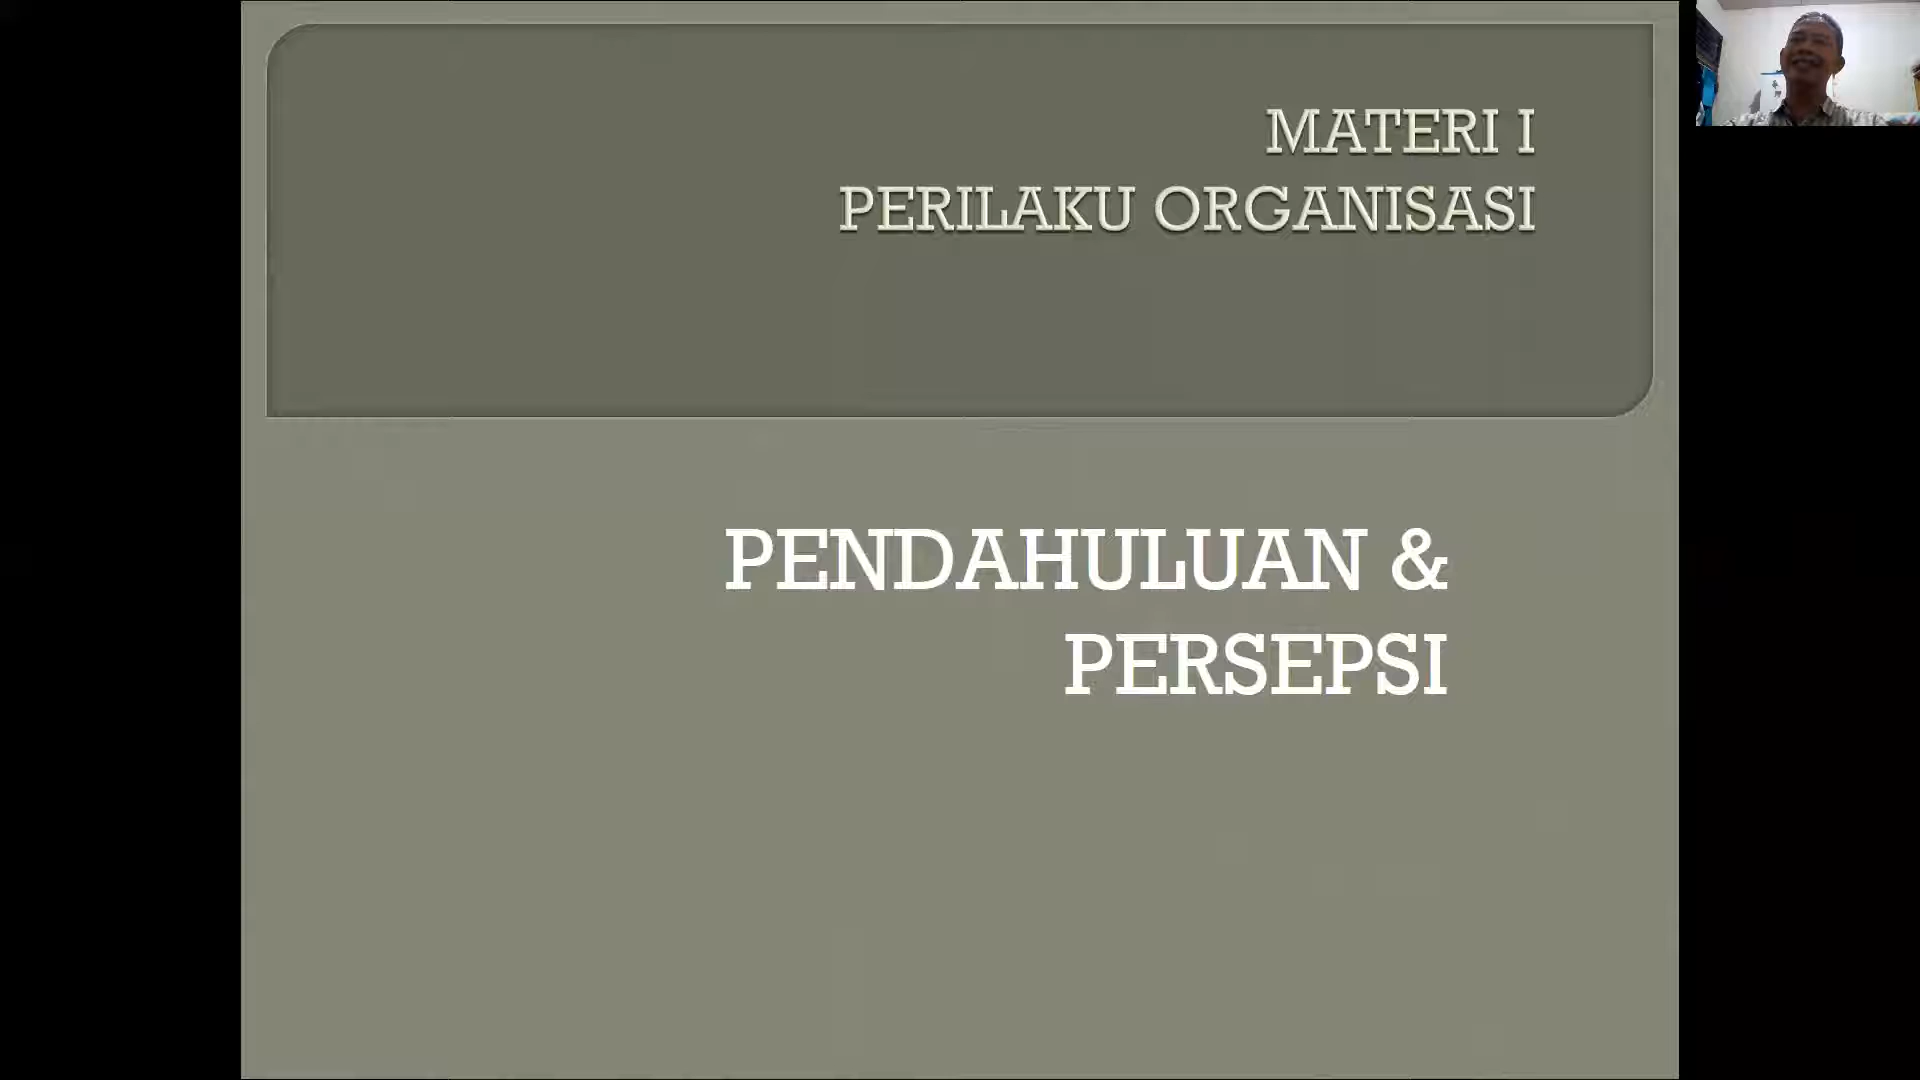 MATERI I
PERILAKU ORGANISASI
PENDAHULUAN &
PERSEPSI